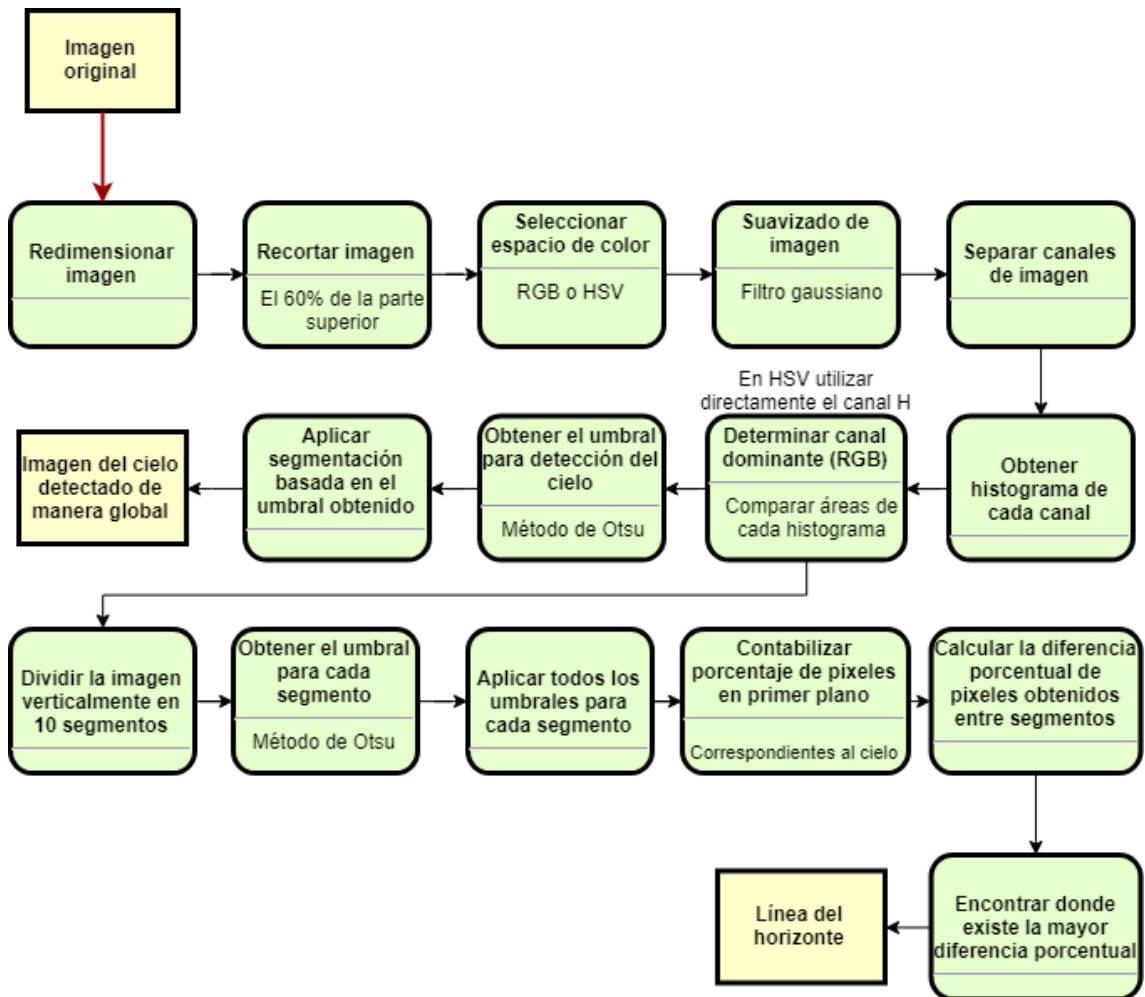 Imagen
original
Redimensionar
imagen
Recortar imagen
El 60% de la parte
superior
Seleccionar
espacio de color
RGB o HSV
Suavizado de
imagen
Filtro gaussiano
Separar canales
de imagen
Obtener
histograma de
cada canal
En HSV utilizar
directamente el canal H
Determinar canal
dominante (RGB)
Comparar áreas de
cada histograma
Obtener el umbral
para detección del
cielo
Método de Otsu
Aplicar
segmentación
basada en el
umbral obtenido
Imagen del cielo
detectado de
manera global
Dividir la imagen
verticalmente en
10 segmentos
Obtener el umbral
para cada
segmento
Método de Otsu
Aplicar todos los
umbrales para
cada segmento
Contabilizar
porcentaje de pixeles
en primer plano
Correspondientes al cielo
Calcular la diferencia
porcentual de
pixeles obtenidos
entre segmentos
Encontrar donde
existe la mayor
diferencia porcentual
Línea del
horizonte